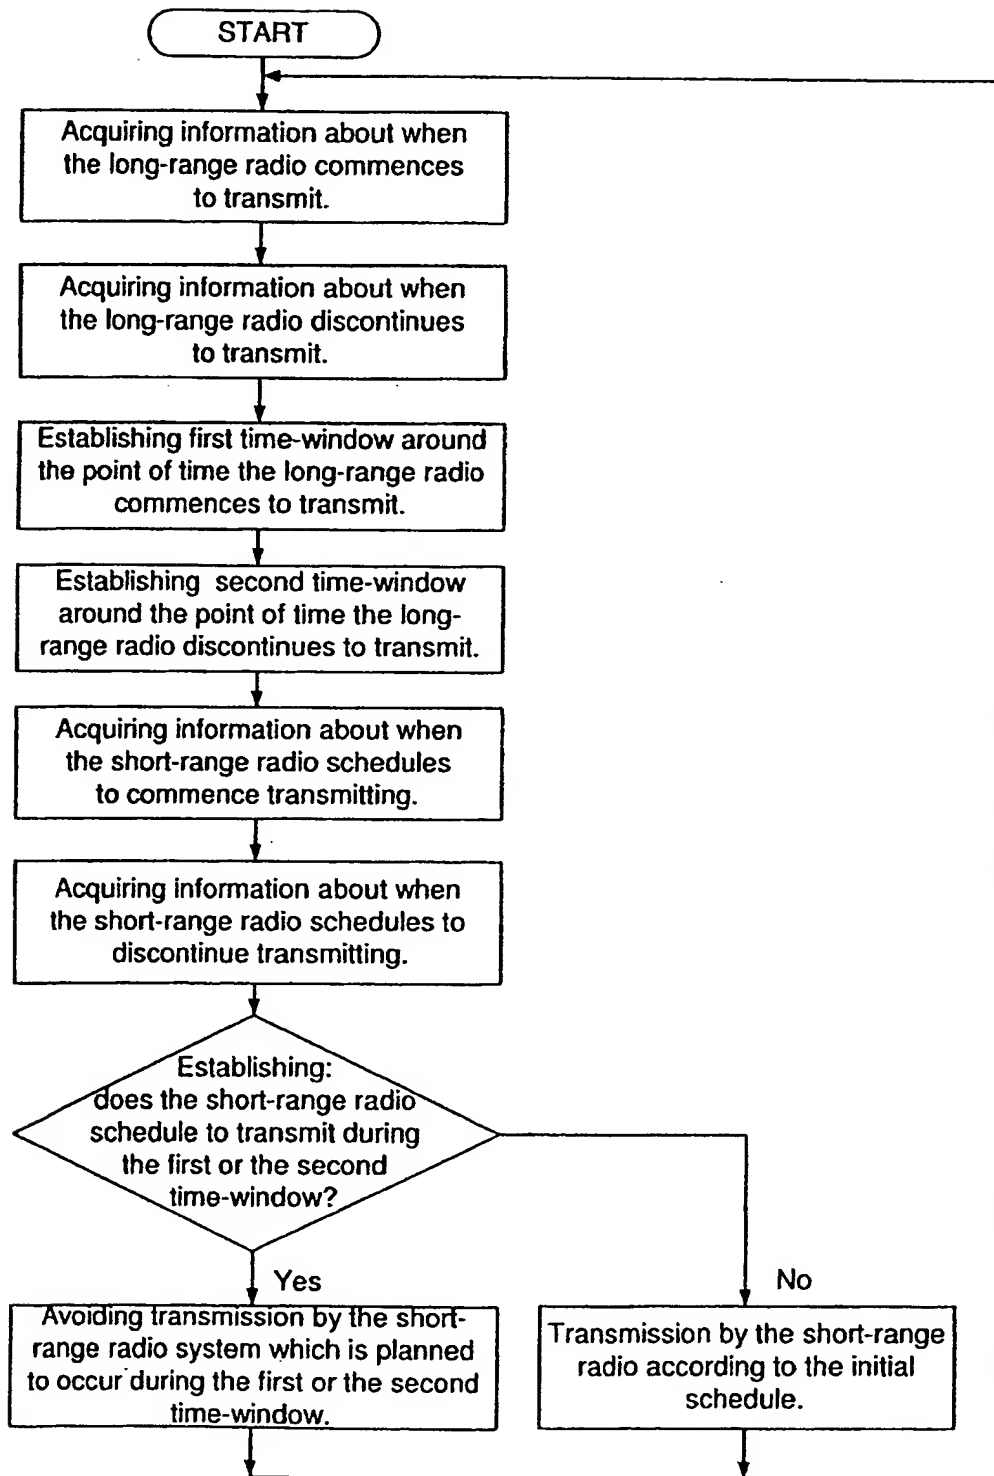 START
Acquiring information about when
the long-range radio commences
to transmit.
Acquiring information about when
the long-range radio discontinues
to transmit.
Establishing first time-window around
the point of time the long-range radio
commences to transmit.
Establishing second time-window
around the point of time the long-
range radio discontinues to transmit.
Acquiring information about when
the short-range radio schedules
to commence transmitting.
Acquiring information about when
the short-range radio schedules to
discontinue transmitting.
Establishing:
does the short-range radio
schedule to transmit during
the first or the second
time-window?
Yes
No
Avoiding transmission by the short-
range radio system which is planned
to occur during the first or the second
time-window.
Transmission by the short-range
radio according to the initial
schedule.